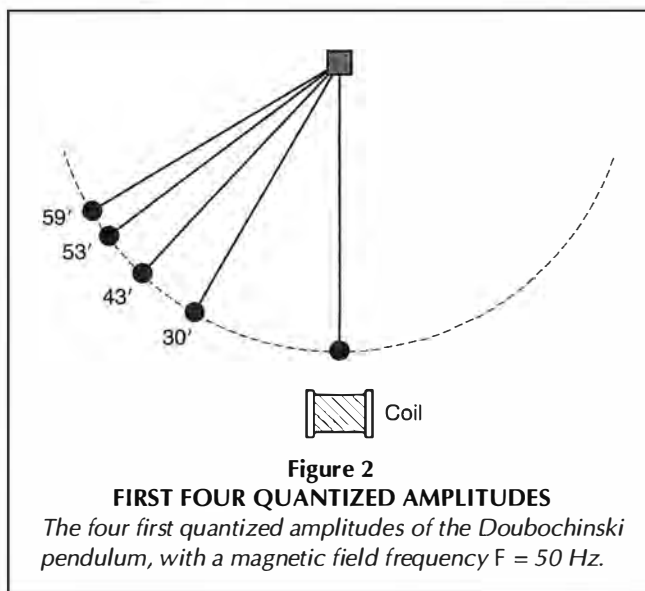 59′
53′
43′
30′
Coil
Figure 2
FIRST FOUR QUANTIZED AMPLITUDES
The four first quantized amplitudes of the Doubochinski
pendulum, with a magnetic field frequency F = 50 Hz.